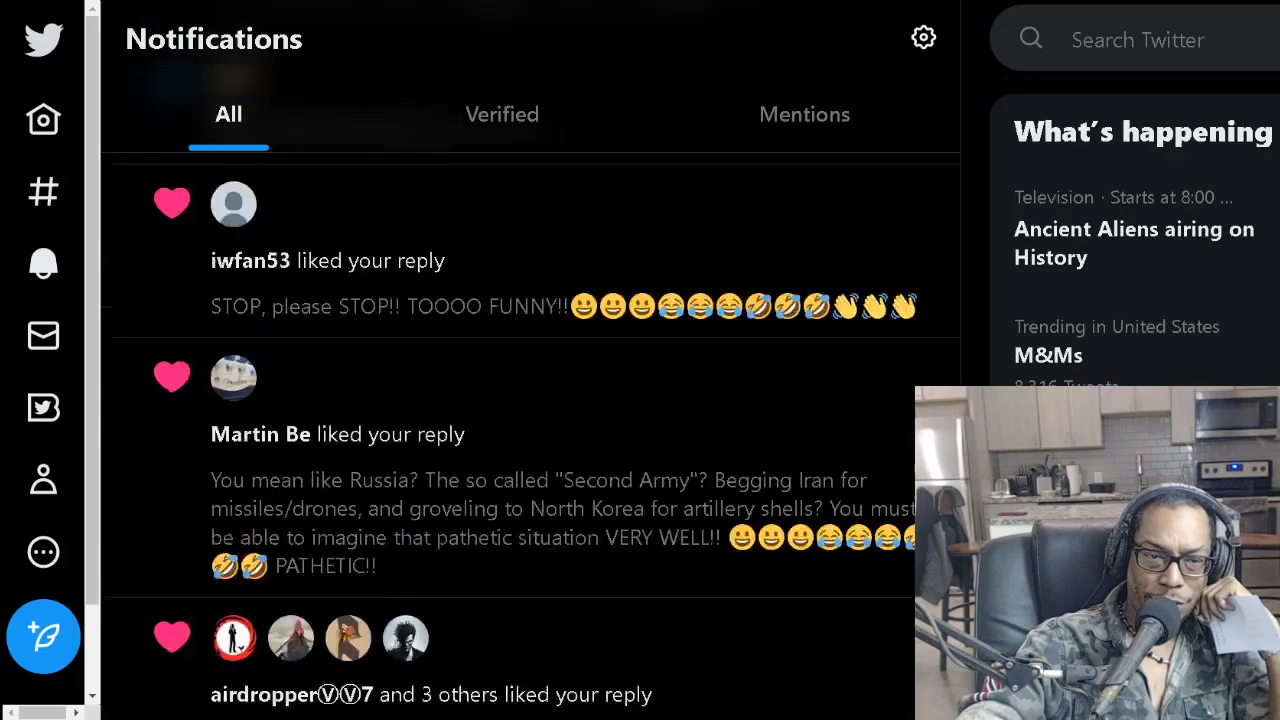 Notifications
Search Twitter
All
Verified
Mentions
iwfan53 liked your reply
STOP, please STOP!! TOOOO FUNNY!!😀😀😀😂😂😂🤣🤣🤣👏👏👏
Martin Be liked your reply
You mean like Russia? The so called "Second Army"? Begging Iran for
missiles/drones, and groveling to North Korea for artillery shells? You must
be able to imagine that pathetic situation VERY WELL!! 😀😀😀😂😂😂🤣
🤣🤣 PATHETIC!!
airdropperⓋⓋ7 and 3 others liked your reply
What's happening
Television · Starts at 8:00 ...
Ancient Aliens airing on
History
Trending in United States
M&Ms
8,316 Tweets